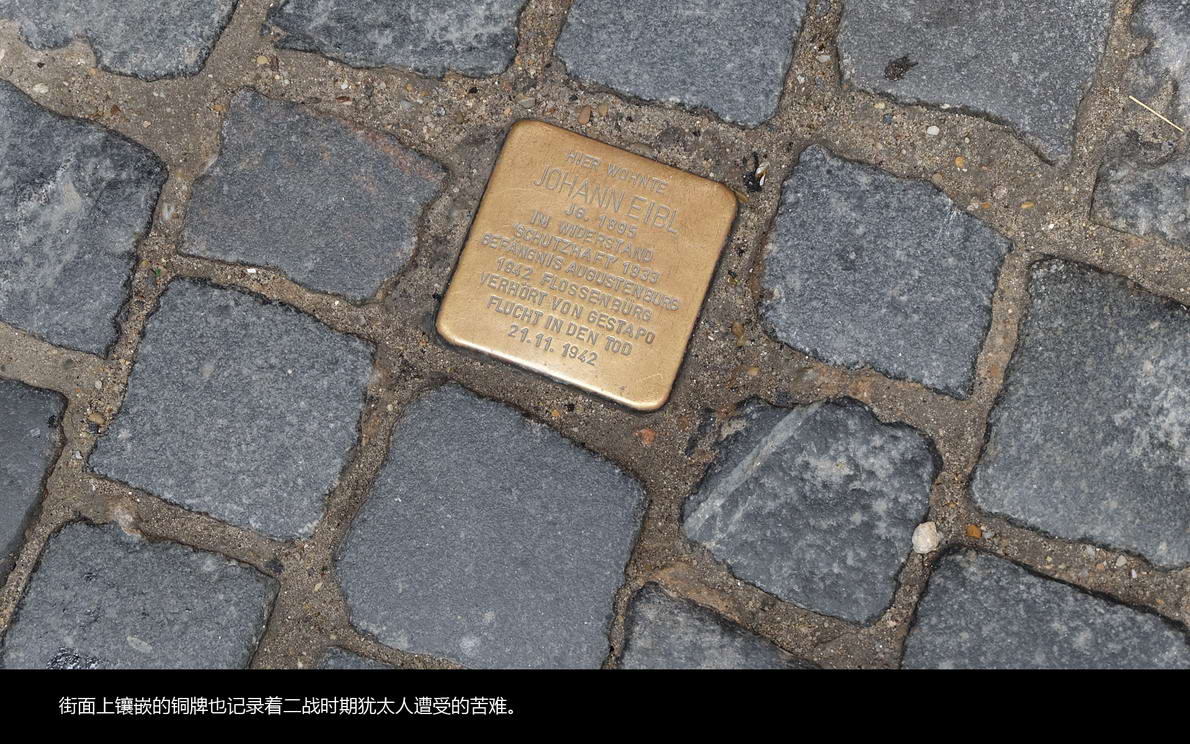 HIER WOHNTE
JOHANN EIBL
JG. 1895
IM WIDERSTAND
SCHUTZHAFT 1933
GEFÄNGNIS AUGUSTENBURG
1942 FLOSSENBÜRG
VERHÖRT VON GESTAPO
FLUCHT IN DEN TOD
21.11. 1942
街面上镶嵌的铜牌也记录着二战时期犹太人遭受的苦难。